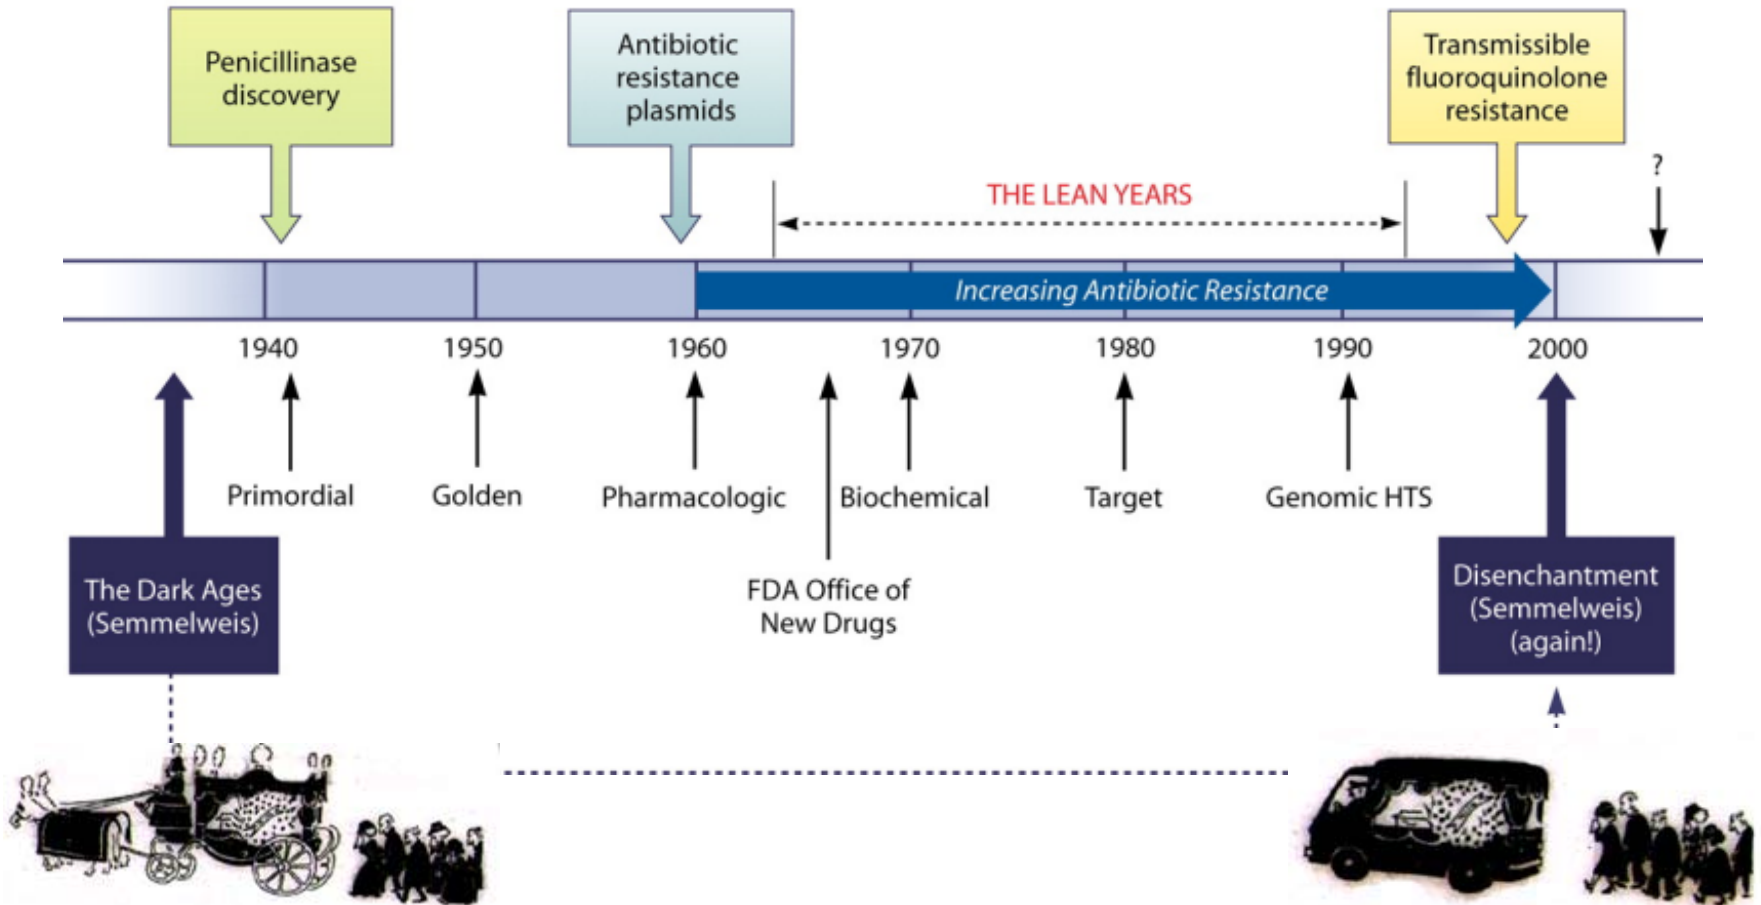 Penicillinase
discovery
Antibiotic
resistance
plasmids
Transmissible
fluoroquinolone
resistance
?
THE LEAN YEARS
Increasing Antibiotic Resistance
1940
1950
1960
1970
1980
1990
2000
Primordial
Golden
Pharmacologic
Biochemical
Target
Genomic HTS
FDA Office of
New Drugs
The Dark Ages
(Semmelweis)
Disenchantment
(Semmelweis)
(again!)